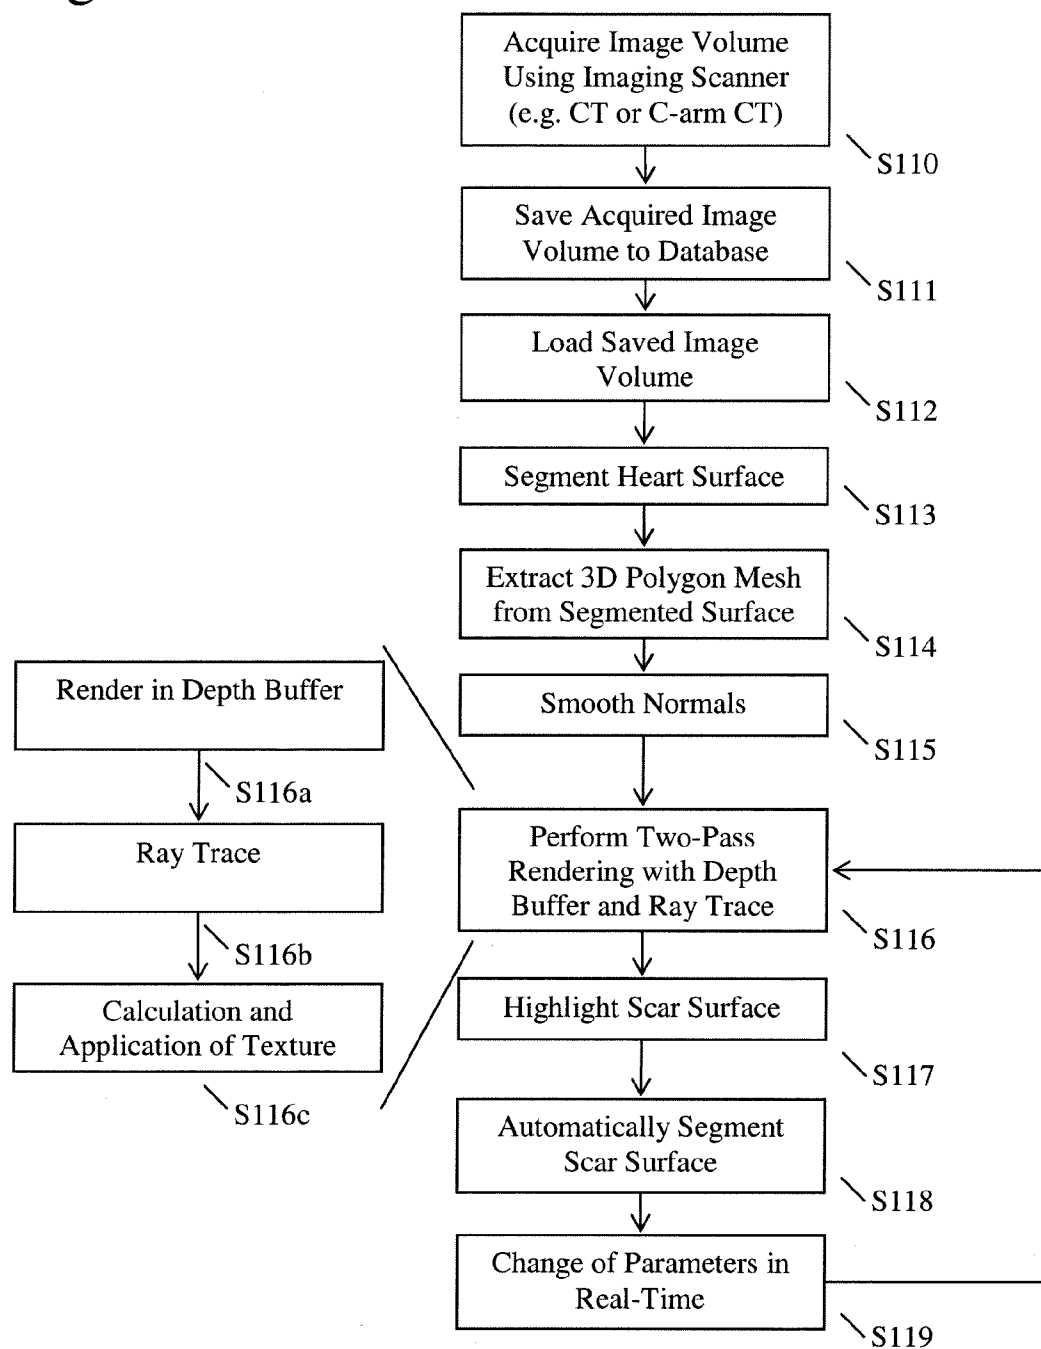 Acquire Image Volume
Using Imaging Scanner
(e.g. CT or C-arm CT)
S110
Save Acquired Image
Volume to Database
S111
Load Saved Image
Volume
S112
Segment Heart Surface
S113
Extract 3D Polygon Mesh
from Segmented Surface
S114
Smooth Normals
S115
Perform Two-Pass
Rendering with Depth
Buffer and Ray Trace
S116
Render in Depth Buffer
S116a
Ray Trace
S116b
Calculation and
Application of Texture
S116c
Highlight Scar Surface
S117
Automatically Segment
Scar Surface
S118
Change of Parameters in
Real-Time
S119